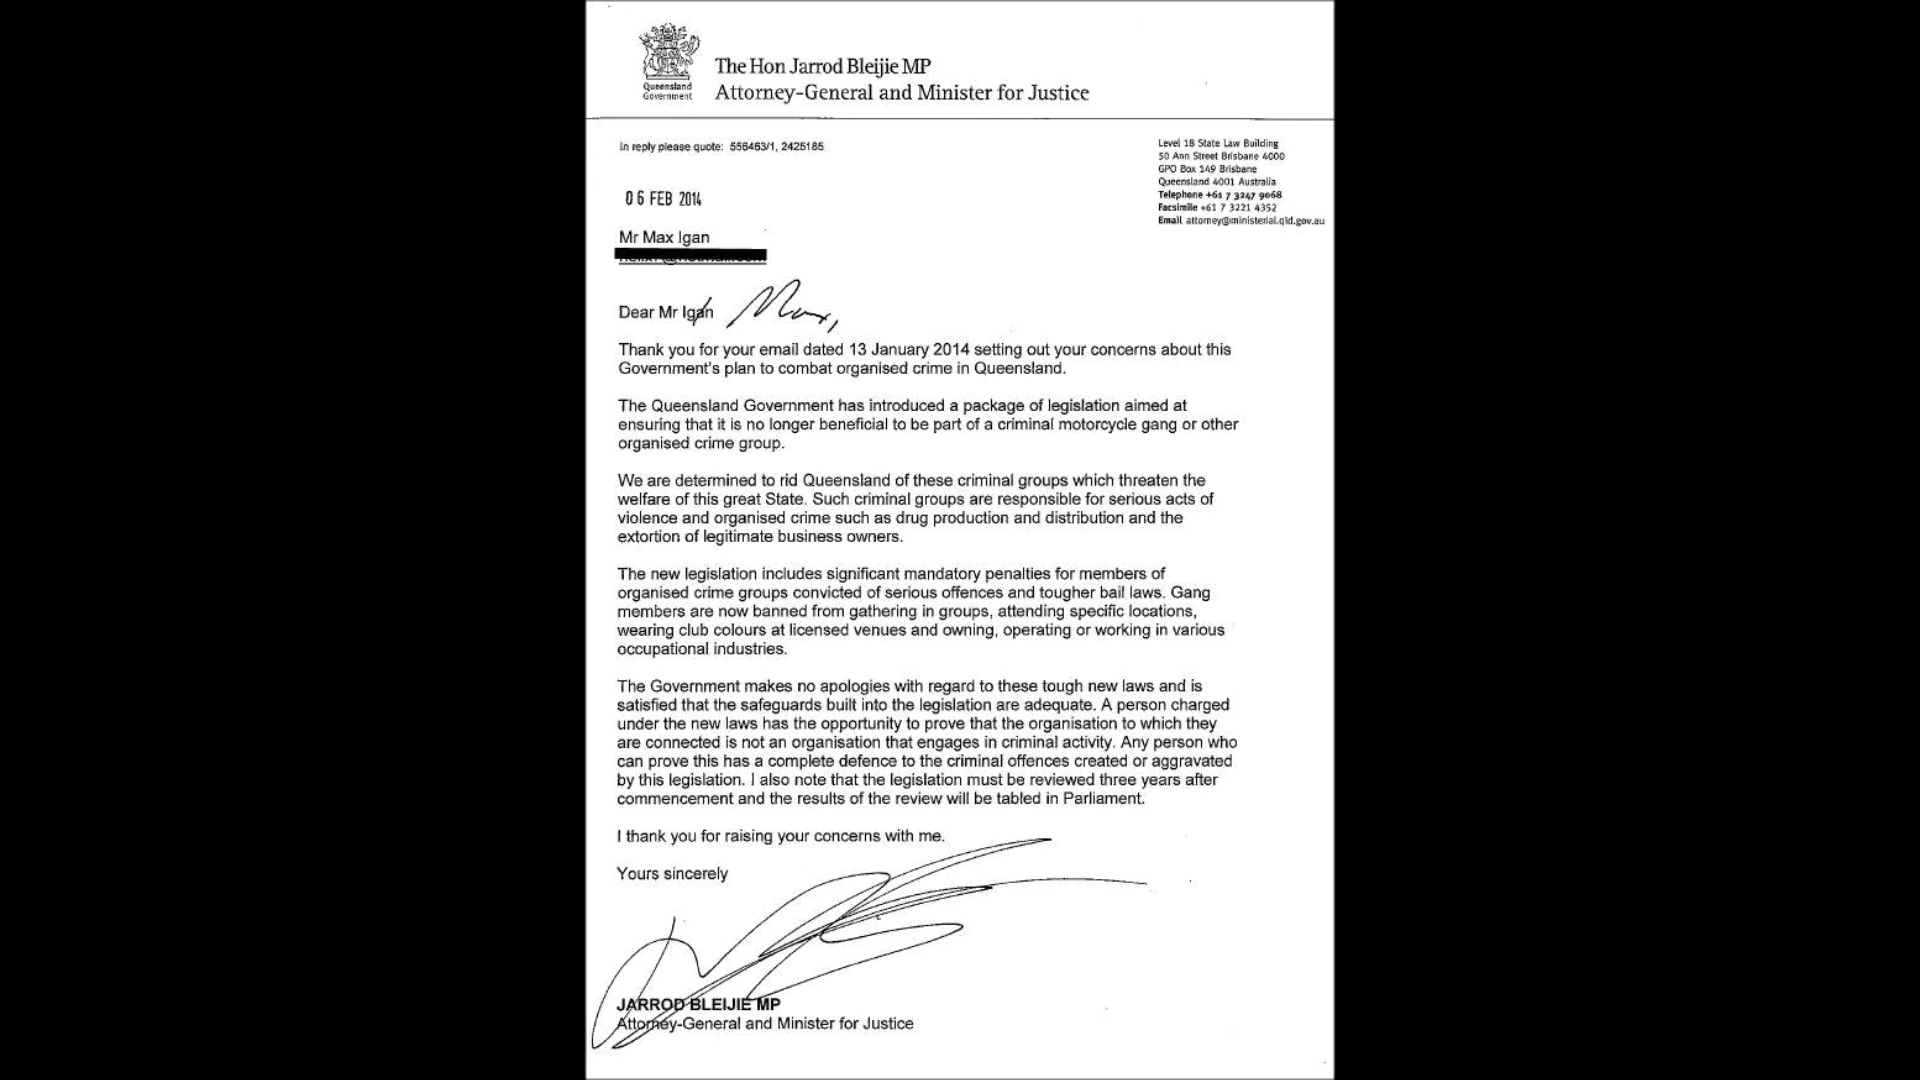 The Hon Jarrod Bleijie MP
Queensland
Government
Attorney-General and Minister for Justice
In reply please quote: 556463/1, 2425185
Level 18 State Law Building
50 Ann Street Brisbane 4000
GPO Box 149 Brisbane
Queensland 4001 Australia
Telephone +61 7 3247 9068
Facsimile +61 7 3221 4352
Email attorney@ministerial.qld.gov.au
06 FEB 2014
Mr Max Igan
Dear Mr Igan Max,
Thank you for your email dated 13 January 2014 setting out your concerns about this
Government's plan to combat organised crime in Queensland.
The Queensland Government has introduced a package of legislation aimed at
ensuring that it is no longer beneficial to be part of a criminal motorcycle gang or other
organised crime group.
We are determined to rid Queensland of these criminal groups which threaten the
welfare of this great State. Such criminal groups are responsible for serious acts of
violence and organised crime such as drug production and distribution and the
extortion of legitimate business owners.
The new legislation includes significant mandatory penalties for members of
organised crime groups convicted of serious offences and tougher bail laws. Gang
members are now banned from gathering in groups, attending specific locations,
wearing club colours at licensed venues and owning, operating or working in various
occupational industries.
The Government makes no apologies with regard to these tough new laws and is
satisfied that the safeguards built into the legislation are adequate. A person charged
under the new laws has the opportunity to prove that the organisation to which they
are connected is not an organisation that engages in criminal activity. Any person who
can prove this has a complete defence to the criminal offences created or aggravated
by this legislation. I also note that the legislation must be reviewed three years after
commencement and the results of the review will be tabled in Parliament.
I thank you for raising your concerns with me.
Yours sincerely
JARROD BLEIJIE MP
Attorney-General and Minister for Justice